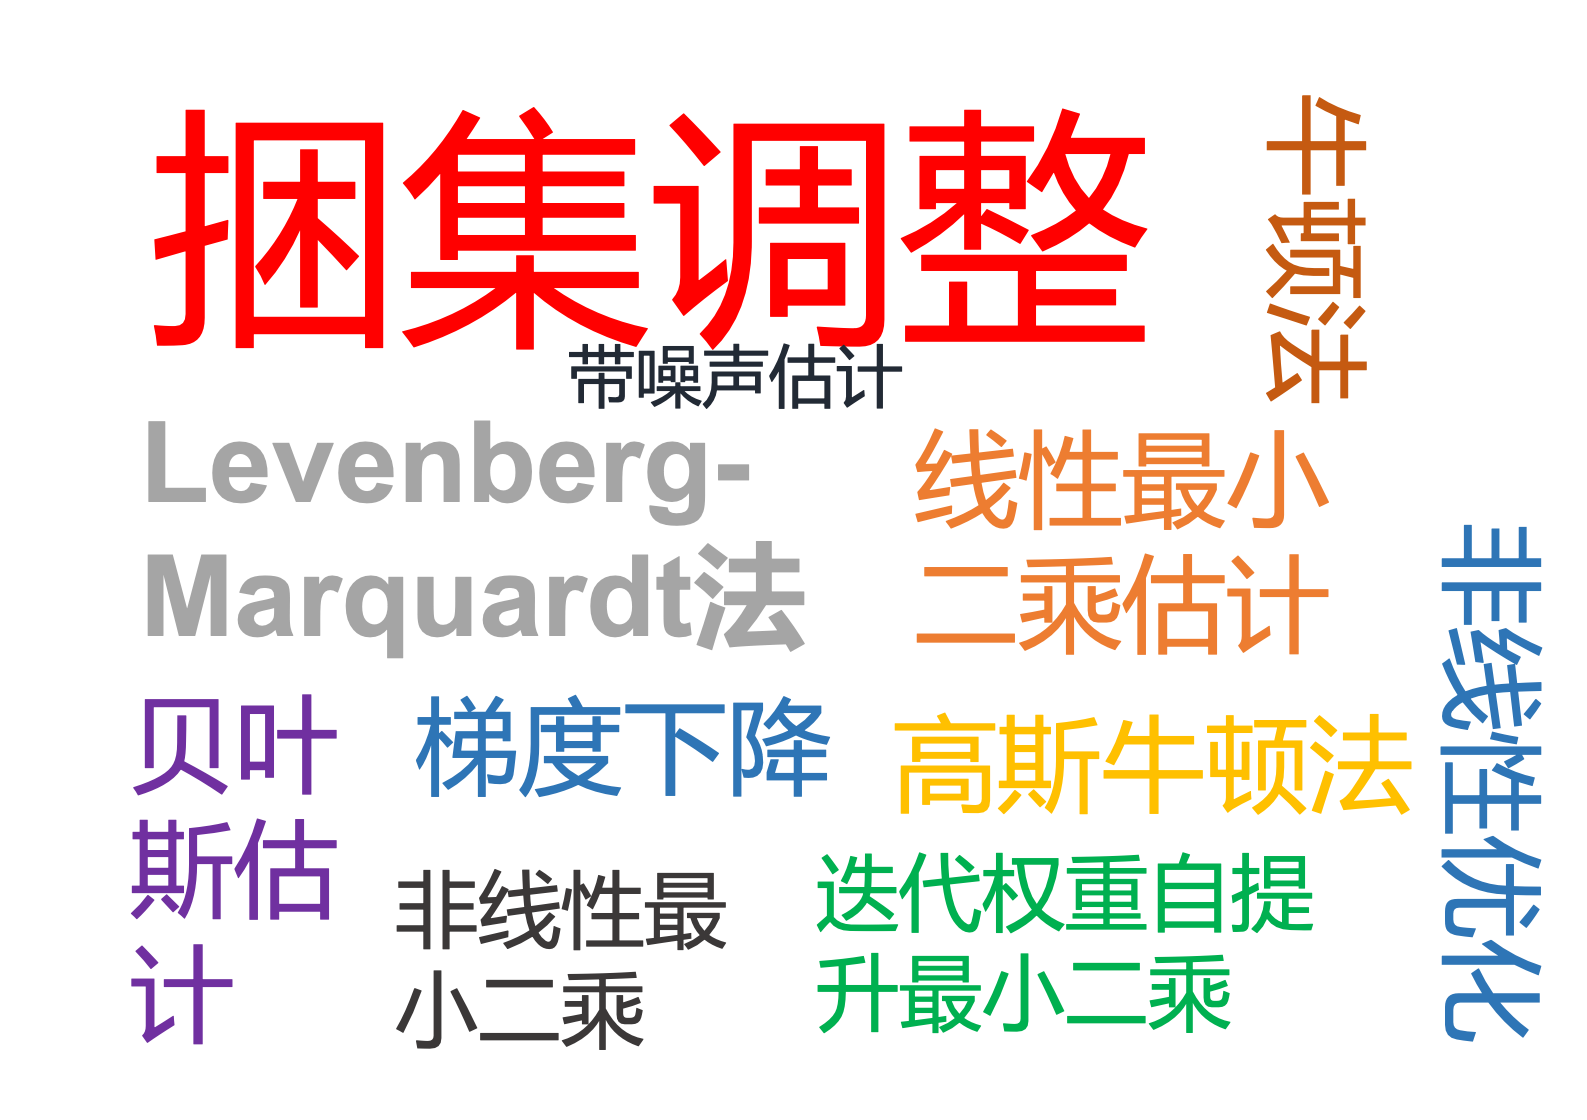 捆集调整
牛顿法
带噪声估计
Levenberg-
Marquardt法
线性最小
二乘估计
非线性优化
贝叶
斯估
计
梯度下降
高斯牛顿法
非线性最
小二乘
迭代权重自提
升最小二乘